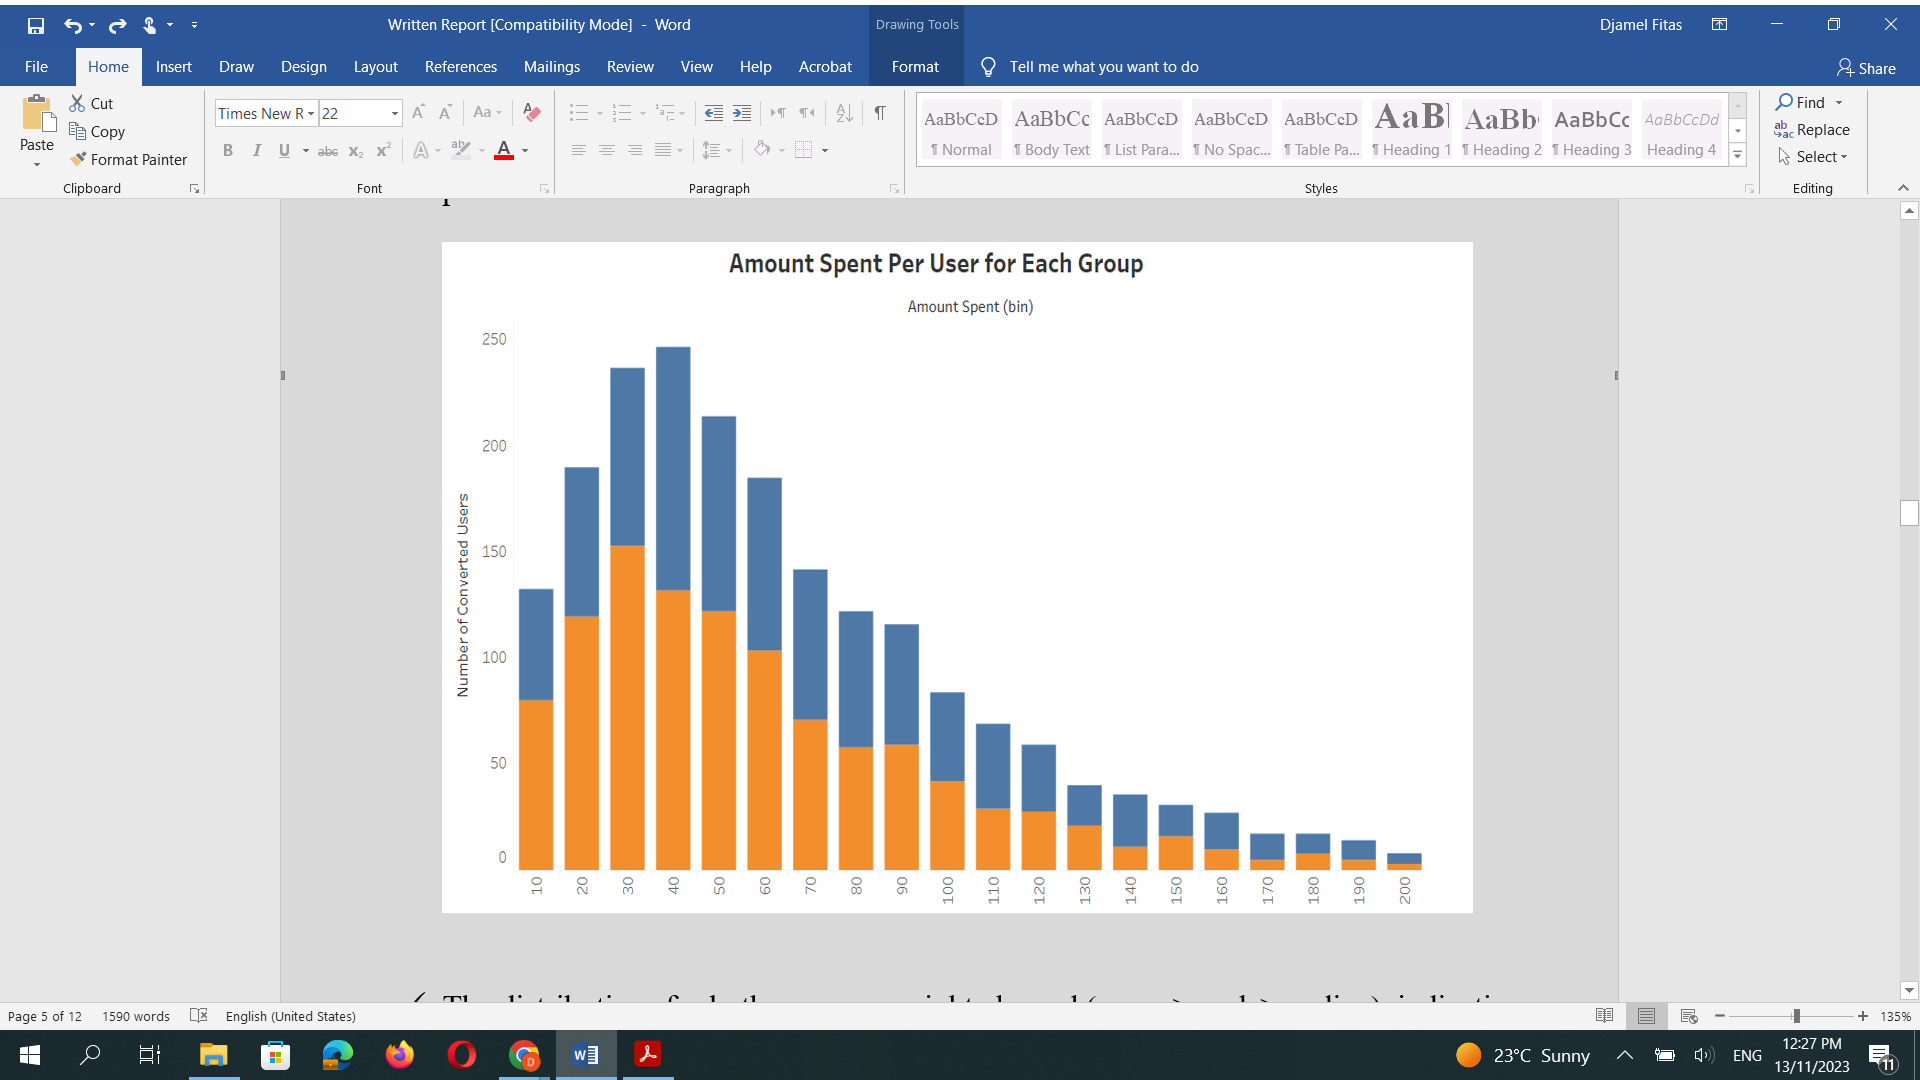 Written Report [Compatibility Mode] - Word
Drawing Tools
Djamel Fitas
File Home Insert Draw Design Layout References Mailings Review View Help Acrobat Format Tell me what you want to do Share
Paste
Cut
Copy
Format Painter
Clipboard
Times New R 22
Aa
B I U abc x₂ x² A A
Font
Paragraph
AaBbCcD AaBbCc AaBbCcD AaBbCcD AaBbCcD AaBl AaBb AaBbCc AaBbCcDd
¶ Normal ¶ Body Text ¶ List Para... ¶ No Spac... ¶ Table Pa... ¶ Heading 1 ¶ Heading 2 ¶ Heading 3 Heading 4
Styles
Find
Replace
Select
Editing
Amount Spent Per User for Each Group
Amount Spent (bin)
Number of Converted Users
250
200
150
100
50
0
10 20 30 40 50 60 70 80 90 100 110 120 130 140 150 160 170 180 190 200
Page 5 of 12 1590 words English (United States) 135%
23°C Sunny ENG
12:27 PM
13/11/2023
11